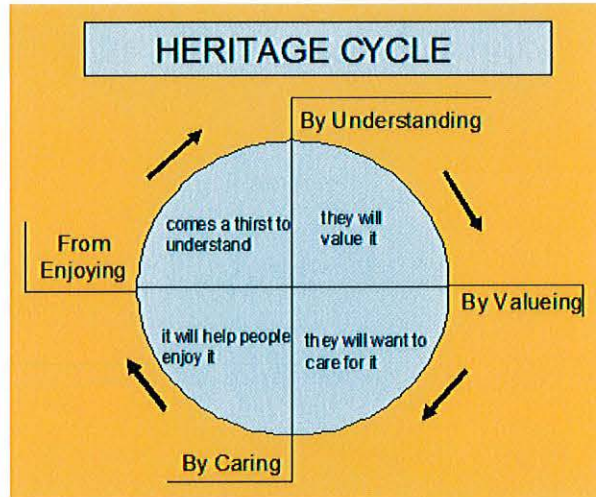 HERITAGE CYCLE
By Understanding
they will
value it
By Valueing
they will want to
care for it
By Caring
it will help people
enjoy it
From
Enjoying
comes a thirst to
understand